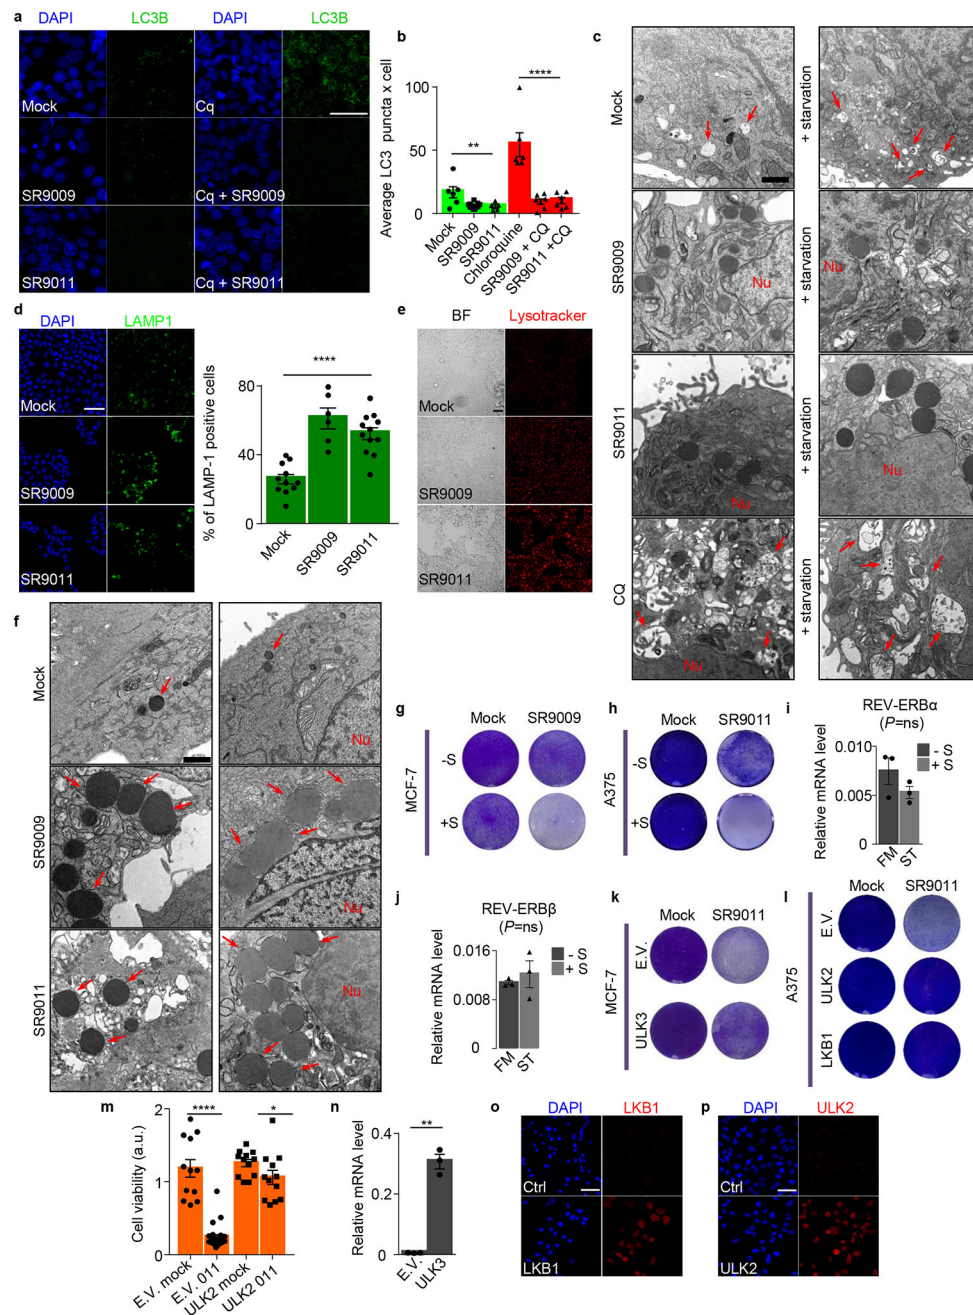 a
DAPI LC3B DAPI LC3B
Mock Cq
SR9009 Cq + SR9009
SR9011 Cq + SR9011
b
Average LC3 puncta x cell
100
50
0
**
****
Mock
SR9009
SR9011
Chloroquine
SR9009 + CQ
SR9011 +CQ
c
Mock
+ starvation
SR9009
Nu
Nu
+ starvation
SR9011
Nu
Nu
+ starvation
CQ
Nu
+ starvation
d
DAPI LAMP1
Mock
SR9009
SR9011
% of LAMP-1 positive cells
80
40
0
****
Mock
SR9009
SR9011
e
BF Lysotracker
Mock
SR9009
SR9011
f
Mock
Nu
SR9009
Nu
SR9011
Nu
g
Mock SR9009
MCF-7
-S
+S
h
Mock SR9011
A375
-S
+S
i
REV-ERBα
(P=ns)
- S
+ S
Relative mRNA level
0.010
0.005
0
FM
ST
j
REV-ERBβ
(P=ns)
- S
+ S
Relative mRNA level
0.016
0.008
0
FM
ST
k
Mock SR9011
MCF-7
E.V.
ULK3
l
Mock SR9011
A375
E.V.
ULK2
LKB1
m
Cell viability (a.u.)
2
1
0
****
*
E.V. mock
E.V. 011
ULK2 mock
ULK2 011
n
Relative mRNA level
0.4
0.2
0
**
E.V.
ULK3
o
DAPI LKB1
Ctrl
LKB1
p
DAPI ULK2
Ctrl
ULK2